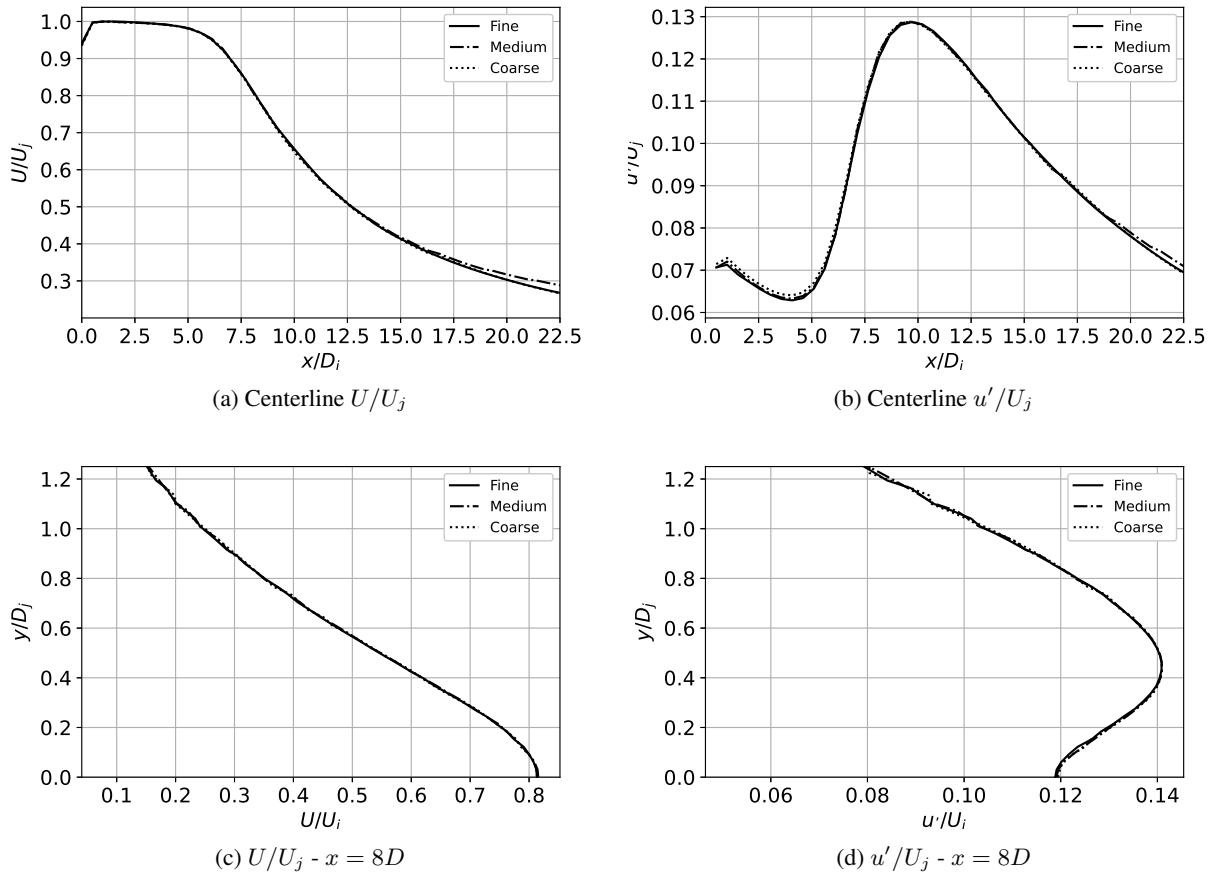 1.0
0.9
0.8
0.7
0.6
0.5
0.4
0.3
0.0 2.5 5.0 7.5 10.0 12.5 15.0 17.5 20.0 22.5
U/U_j
x/D_j
Fine
Medium
Coarse
(a) Centerline U/U_j
0.13
0.12
0.11
0.10
0.09
0.08
0.07
0.06
0.0 2.5 5.0 7.5 10.0 12.5 15.0 17.5 20.0 22.5
u'/U_j
x/D_j
Fine
Medium
Coarse
(b) Centerline u′/U_j
1.2
1.0
0.8
0.6
0.4
0.2
0.0
0.1 0.2 0.3 0.4 0.5 0.6 0.7 0.8
y/D_j
U/U_j
Fine
Medium
Coarse
(c) U/U_j - x = 8D
1.2
1.0
0.8
0.6
0.4
0.2
0.0
0.06 0.08 0.10 0.12 0.14
y/D_j
u'/U_j
Fine
Medium
Coarse
(d) u′/U_j - x = 8D